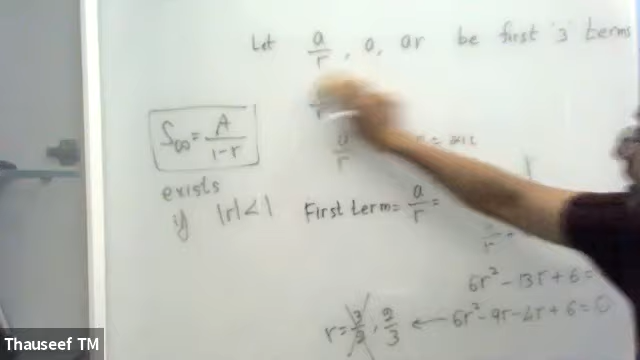 Let a/r, a, ar be first 3 terms
S∞ = A/(1-r)
exists
if |r|<1
a/r
First term = a/r =
6r² - 13r + 6 =
r = 3/2, 2/3 ← 6r² - 9r - 4r + 6 = 0
Thauseef TM